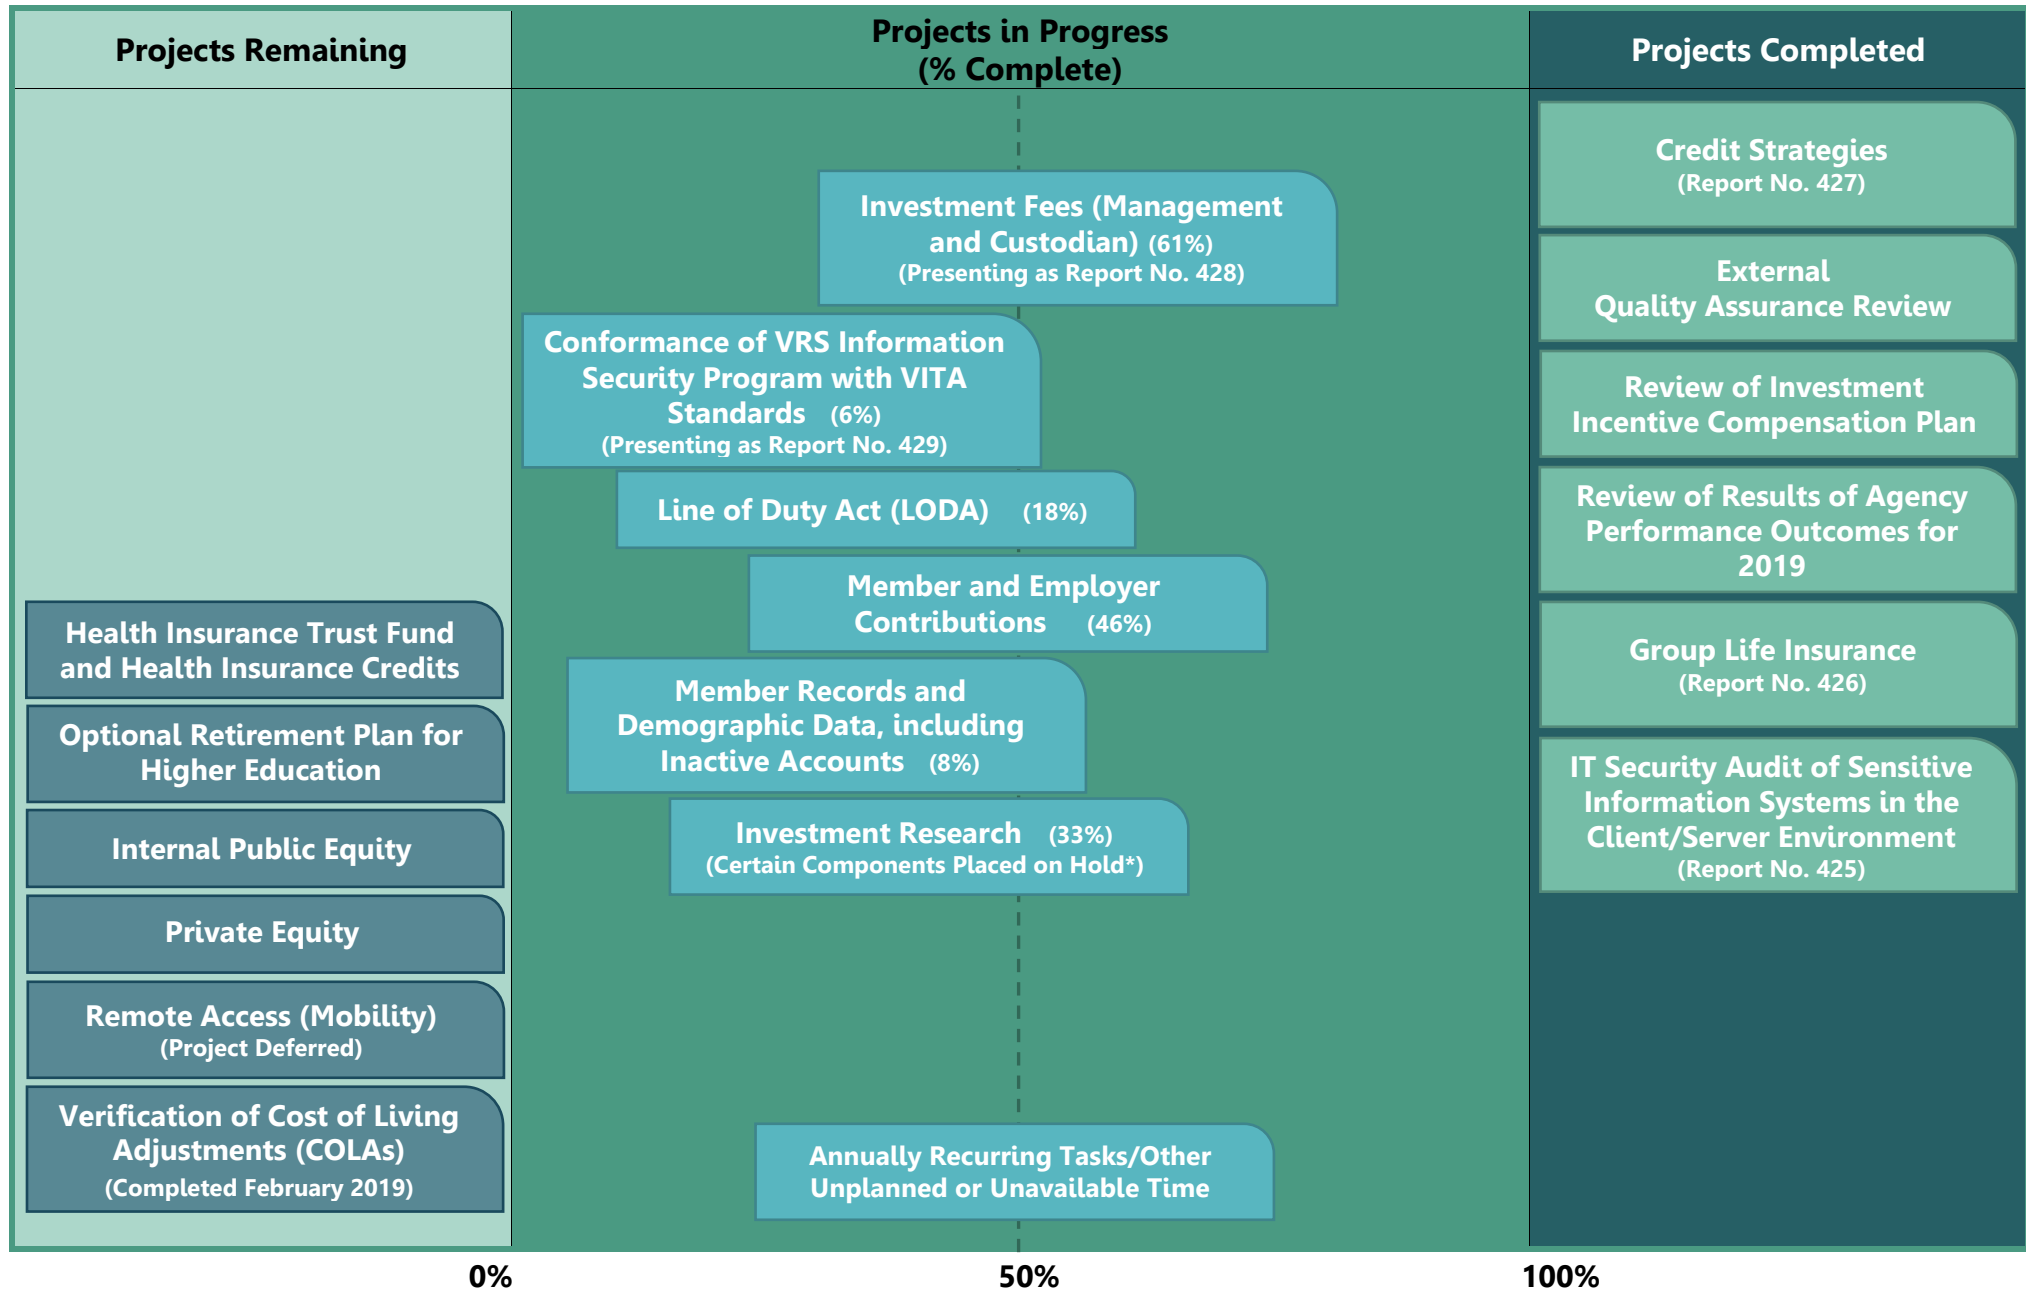 Projects Remaining
Projects in Progress
(% Complete)
Projects Completed
Health Insurance Trust Fund
and Health Insurance Credits
Optional Retirement Plan for
Higher Education
Internal Public Equity
Private Equity
Remote Access (Mobility)
(Project Deferred)
Verification of Cost of Living
Adjustments (COLAs)
(Completed February 2019)
Investment Fees (Management
and Custodian) (61%)
(Presenting as Report No. 428)
Conformance of VRS Information
Security Program with VITA
Standards (6%)
(Presenting as Report No. 429)
Line of Duty Act (LODA) (18%)
Member and Employer
Contributions (46%)
Member Records and
Demographic Data, including
Inactive Accounts (8%)
Investment Research (33%)
(Certain Components Placed on Hold*)
Annually Recurring Tasks/Other
Unplanned or Unavailable Time
Credit Strategies
(Report No. 427)
External
Quality Assurance Review
Review of Investment
Incentive Compensation Plan
Review of Results of Agency
Performance Outcomes for
2019
Group Life Insurance
(Report No. 426)
IT Security Audit of Sensitive
Information Systems in the
Client/Server Environment
(Report No. 425)
0%
50%
100%